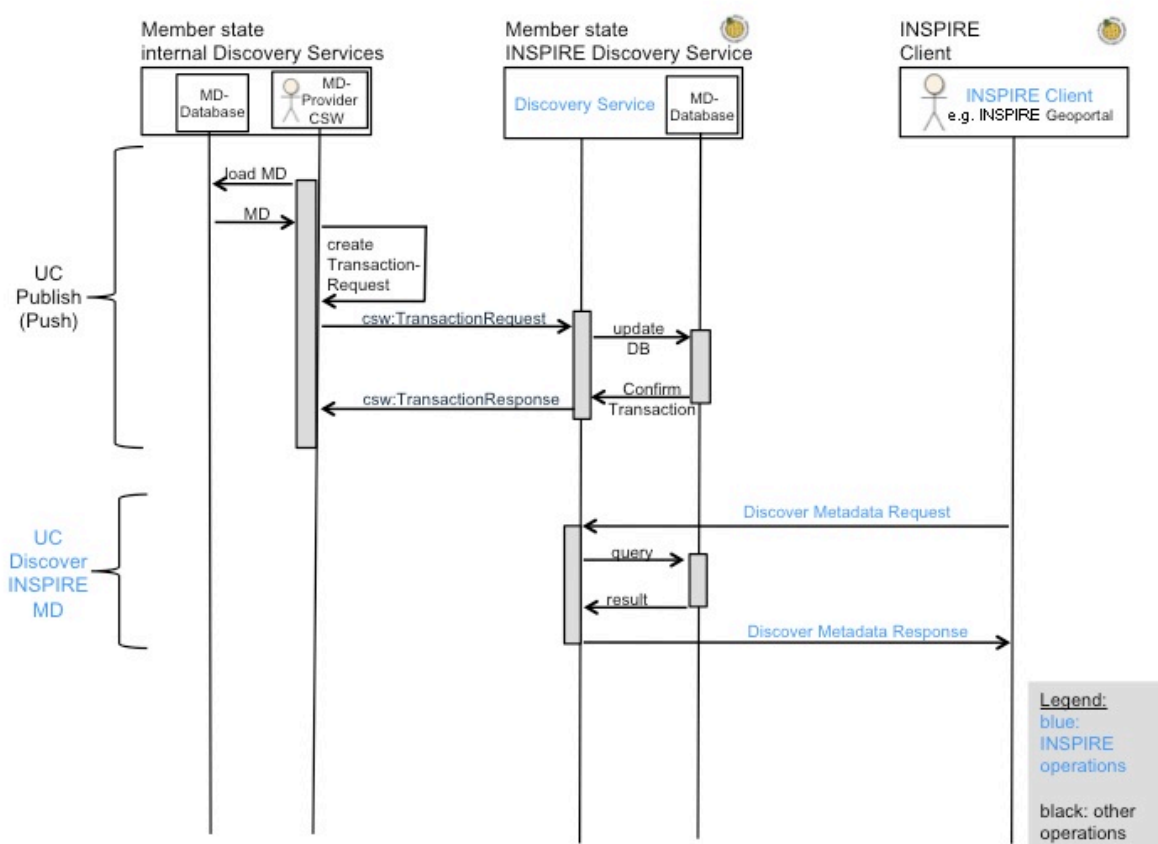 Member state
internal Discovery Services
Member state
INSPIRE Discovery Service
INSPIRE
Client
MD-
Database
MD-
Provider
CSW
Discovery Service
MD-
Database
INSPIRE Client
e.g. INSPIRE Geoportal
load MD
MD
create
Transaction-
Request
UC
Publish
(Push)
csw:TransactionRequest
update
DB
Confirm
Transaction
csw:TransactionResponse
Discover Metadata Request
UC
Discover
INSPIRE
MD
query
result
Discover Metadata Response
Legend:
blue:
INSPIRE
operations
black: other
operations